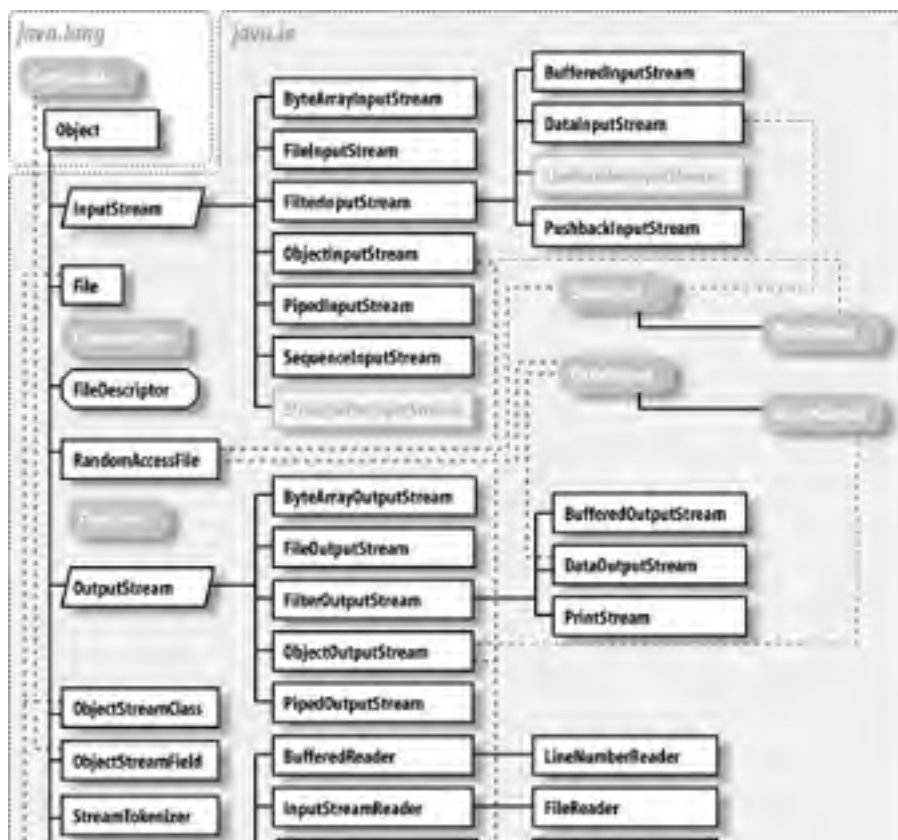 java.lang
java.io
Object
InputStream
File
FileDescriptor
RandomAccessFile
OutputStream
ObjectStreamClass
ObjectStreamField
StreamTokenizer
ByteArrayInputStream
FileInputStream
FilterInputStream
ObjectInputStream
PipedInputStream
SequenceInputStream
ByteArrayOutputStream
FileOutputStream
FilterOutputStream
ObjectOutputStream
PipedOutputStream
BufferedReader
InputStreamReader
BufferedInputStream
DataInputStream
PushbackInputStream
BufferedOutputStream
DataOutputStream
PrintStream
LineNumberReader
FileReader